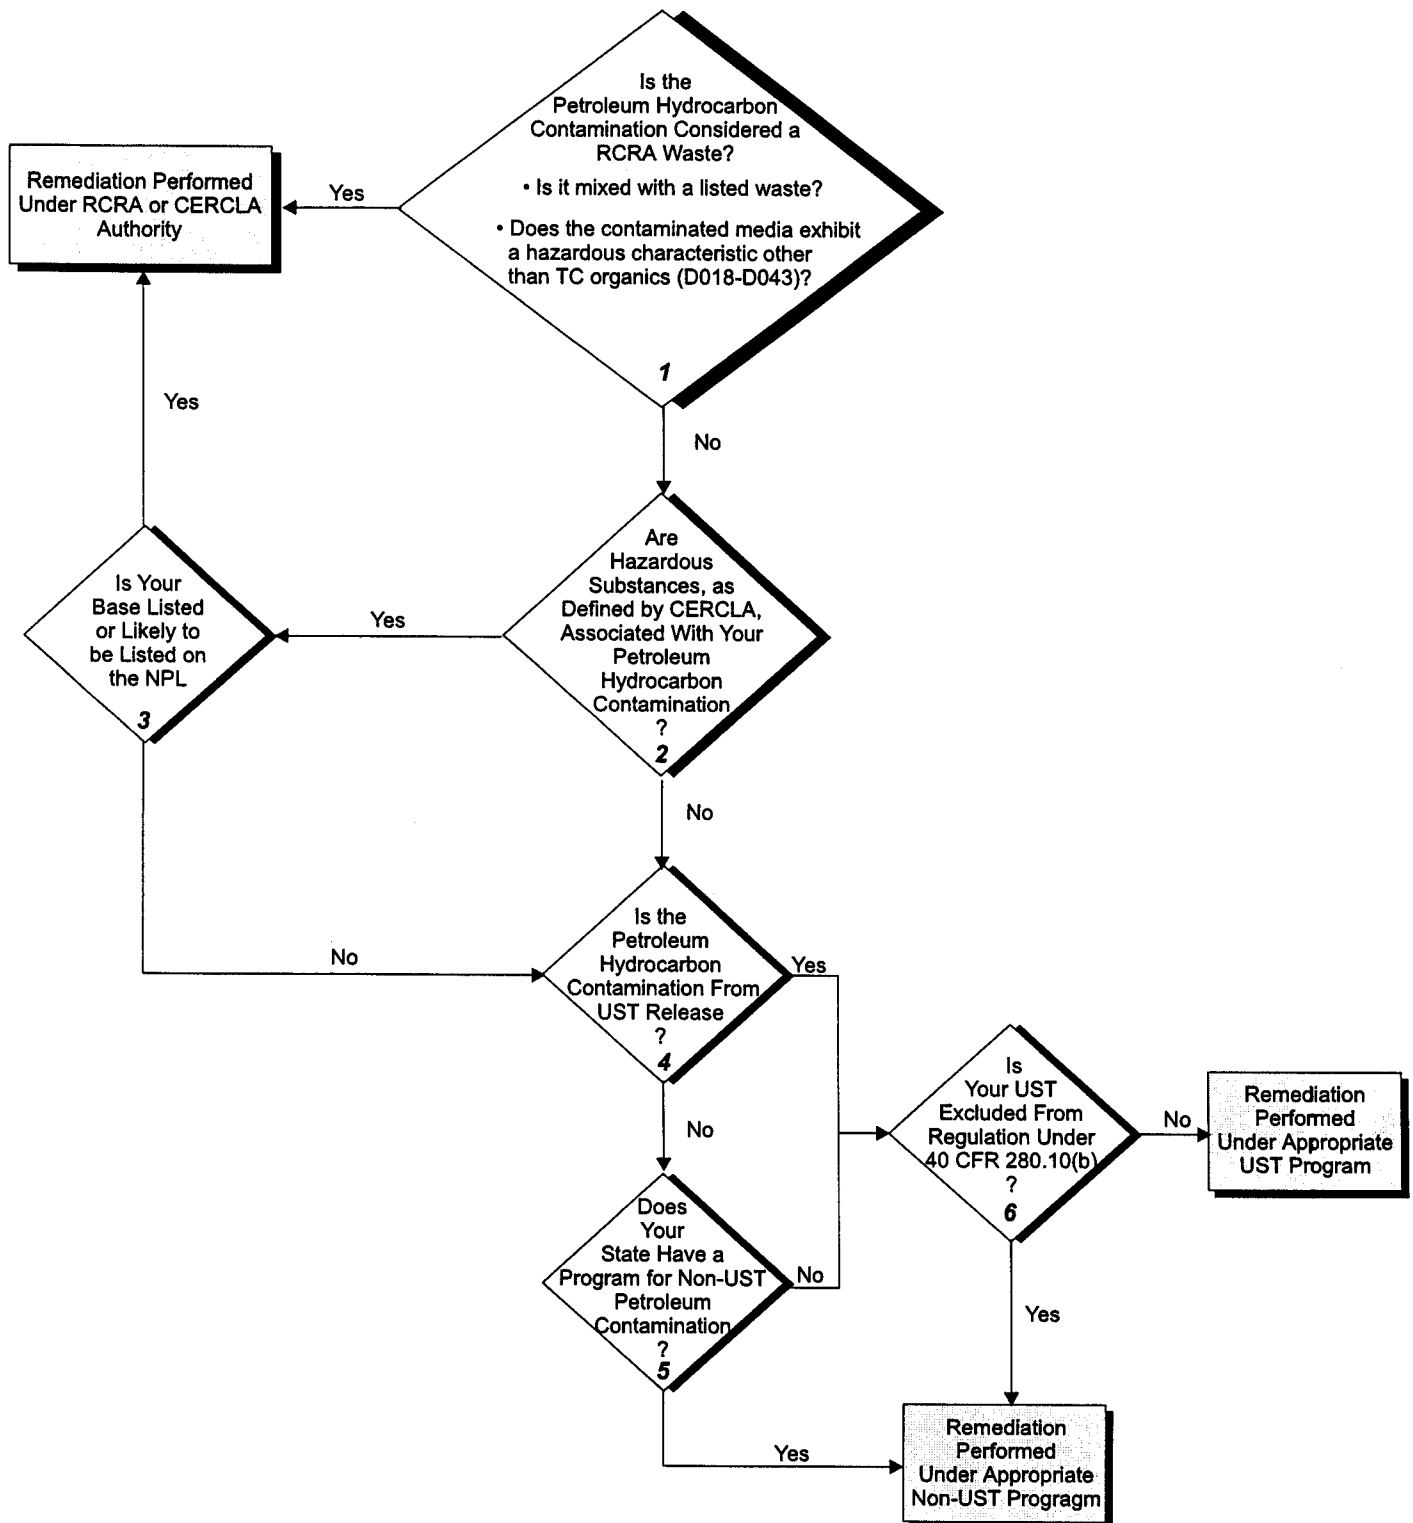 Is the
Petroleum Hydrocarbon
Contamination Considered a
RCRA Waste?
• Is it mixed with a listed waste?
• Does the contaminated media exhibit
a hazardous characteristic other
than TC organics (D018-D043)?
1
Yes
Remediation Performed
Under RCRA or CERCLA
Authority
No
Yes
Are
Hazardous
Substances, as
Defined by CERCLA,
Associated With Your
Petroleum
Hydrocarbon
Contamination
?
2
Yes
Is Your
Base Listed
or Likely to
be Listed on
the NPL
3
No
No
Is the
Petroleum
Hydrocarbon
Contamination From
UST Release
?
4
Yes
No
Does
Your
State Have a
Program for Non-UST
Petroleum
Contamination
?
5
No
Yes
Is
Your UST
Excluded From
Regulation Under
40 CFR 280.10(b)
?
6
No
Remediation
Performed
Under Appropriate
UST Program
Yes
Remediation
Performed
Under Appropriate
Non-UST Progragm